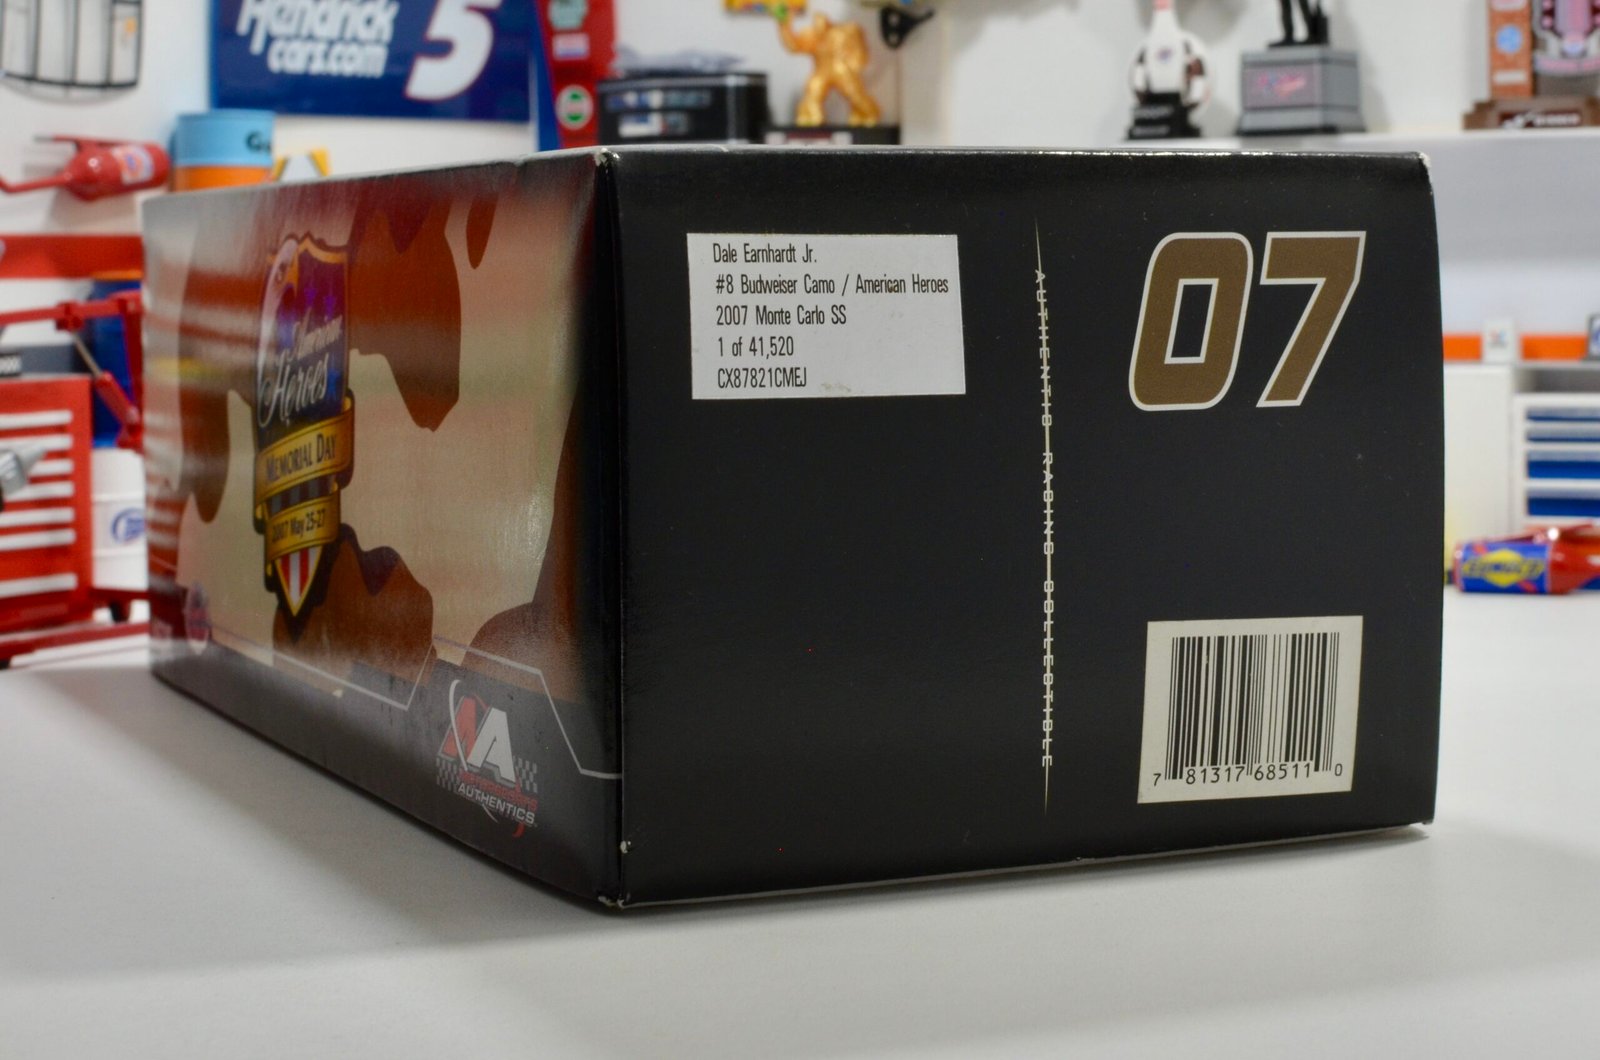 Hendrick
cars.com
5
American
Heroes
MEMORIAL DAY
2007 May 25-27
AUTHENTICS
Dale Earnhardt Jr.
#8 Budweiser Camo / American Heroes
2007 Monte Carlo SS
1 of 41,520
CX87821CMEJ
AUTHENTIC RACING COLLECTIBLE
07
7 81317 68511 0